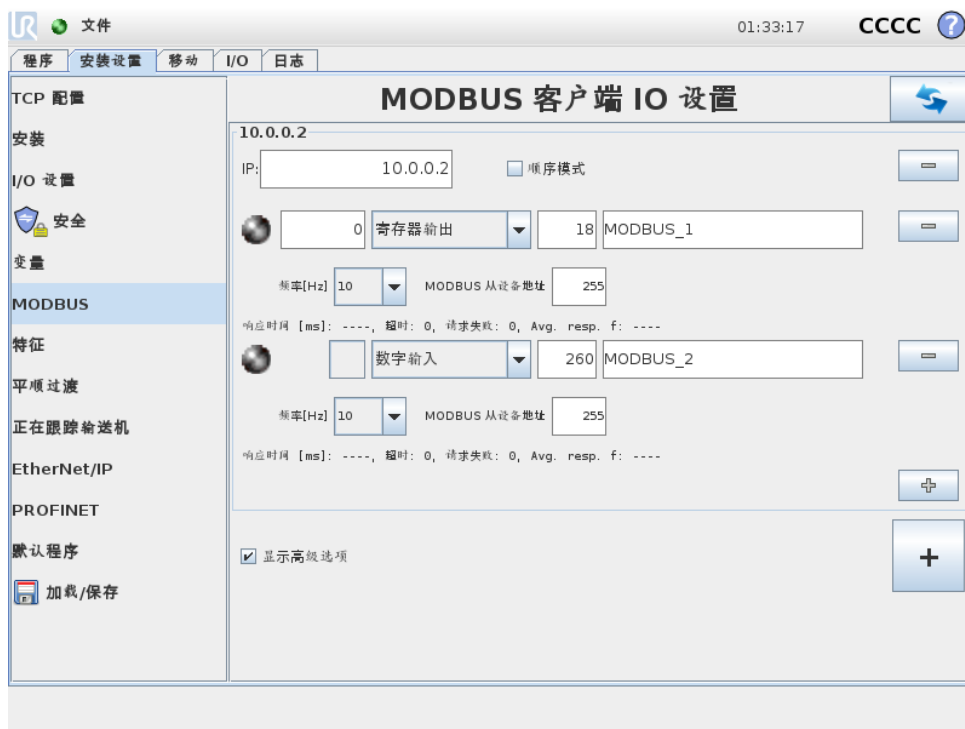 UR 文件 01:33:17 CCCC ?
程序 安装设置 移动 I/O 日志
TCP 配置
安装
I/O 设置
安全
变量
MODBUS
特征
平顺过渡
正在跟踪输送机
EtherNet/IP
PROFINET
默认程序
加载/保存
MODBUS 客户端 IO 设置
10.0.0.2
IP: 10.0.0.2 顺序模式
0 寄存器输出 18 MODBUS_1
频率[Hz] 10 MODBUS 从设备地址 255
响应时间 [ms]: ----, 超时: 0, 请求失败: 0, Avg. resp. f: ----
数字输入 260 MODBUS_2
频率[Hz] 10 MODBUS 从设备地址 255
响应时间 [ms]: ----, 超时: 0, 请求失败: 0, Avg. resp. f: ----
显示高级选项